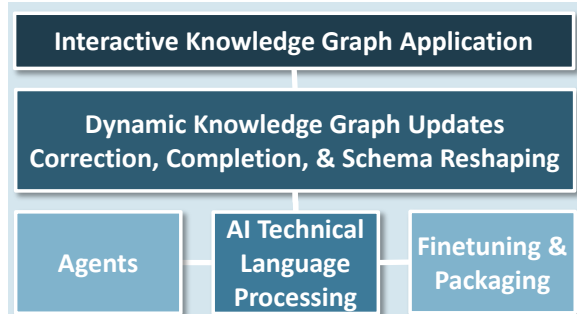 Interactive Knowledge Graph Application
Dynamic Knowledge Graph Updates
Correction, Completion, & Schema Reshaping
Agents
AI Technical
Language
Processing
Finetuning &
Packaging